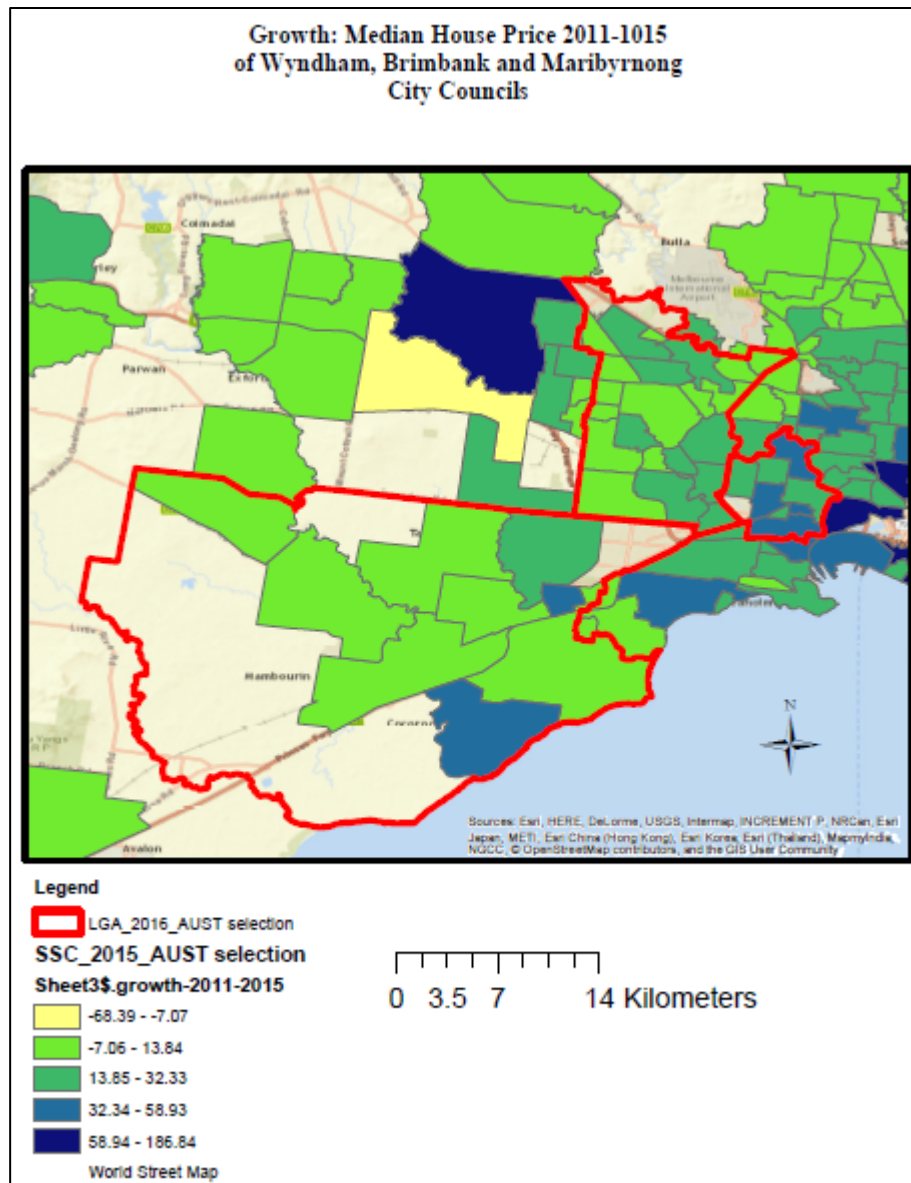 Growth: Median House Price 2011-1015
of Wyndham, Brimbank and Maribyrnong
City Councils
Coimadai
Bulla
Melbourne
International
Airport
Parwan
Hambourin
N
Avalon
Sources: Esri, HERE, DeLorme, USGS, Intermap, INCREMENT P, NRCan, Esri
Japan, METI, Esri China (Hong Kong), Esri Korea, Esri (Thailand), MapmyIndia,
NGCC, © OpenStreetMap contributors, and the GIS User Community
Legend
LGA_2016_AUST selection
SSC_2015_AUST selection
Sheet3$.growth-2011-2015
-68.39 - -7.07
-7.06 - 13.84
13.85 - 32.33
32.34 - 58.93
58.94 - 186.84
World Street Map
0 3.5 7 14 Kilometers